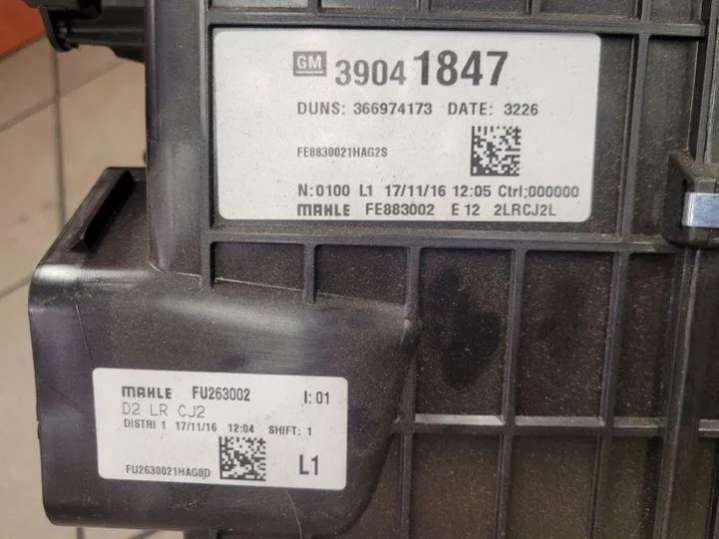 GM 39041847
DUNS: 366974173 DATE: 3226
FE8830021HAG2S
N:0100 L1 17/11/16 12:05 Ctrl;000000
MAHLE FE883002 E 12 2LRCJ2L
MAHLE FU263002 I: 01
D2 LR CJ2
DISTRI 1 17/11/16 12:04 SHIFT: 1
FU2630021HAG0D L1